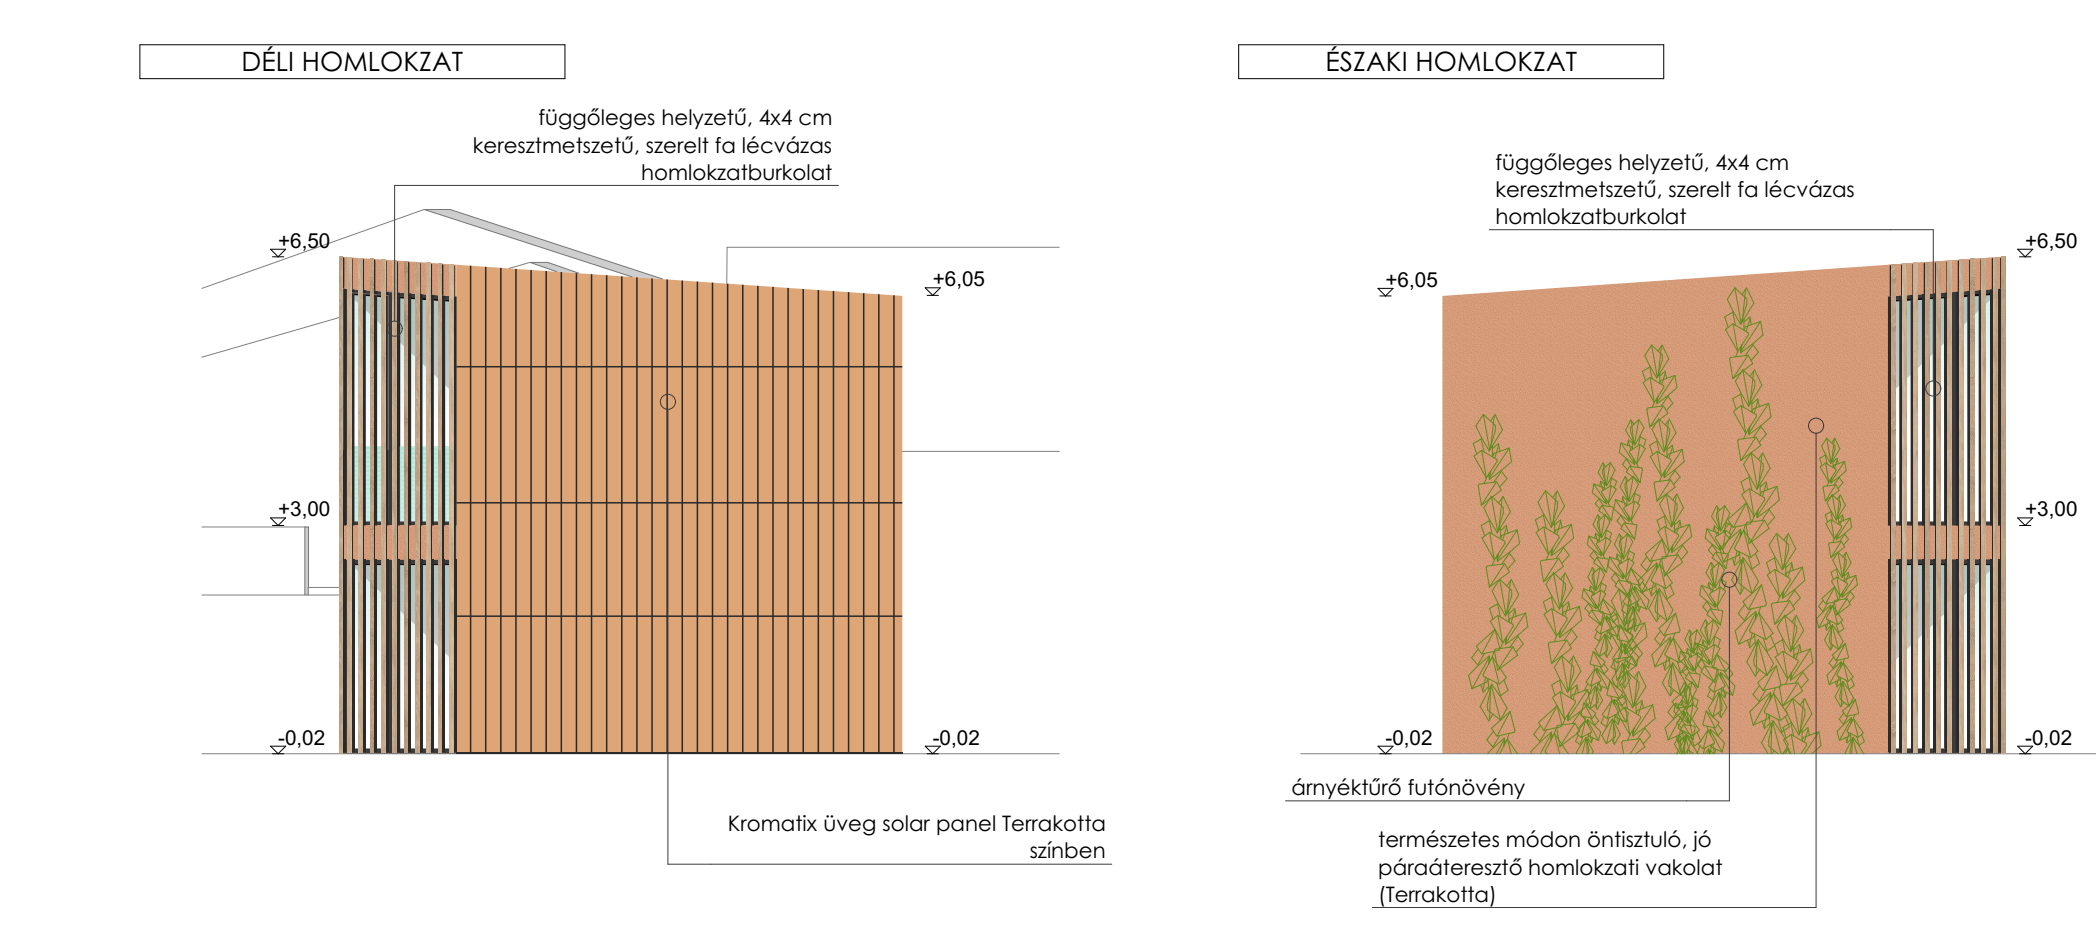 DÉLI HOMLOKZAT
függőleges helyzetű, 4x4 cm
keresztmetszetű, szerelt fa lécvázas
homlokzatburkolat
+6,50
+6,05
+3,00
-0,02
-0,02
Kromatix üveg solar panel Terrakotta
színben
ÉSZAKI HOMLOKZAT
függőleges helyzetű, 4x4 cm
keresztmetszetű, szerelt fa lécvázas
homlokzatburkolat
+6,50
+6,05
+3,00
-0,02
-0,02
árnyéktűrő futónövény
természetes módon öntisztuló, jó
páraáteresztő homlokzati vakolat
(Terrakotta)